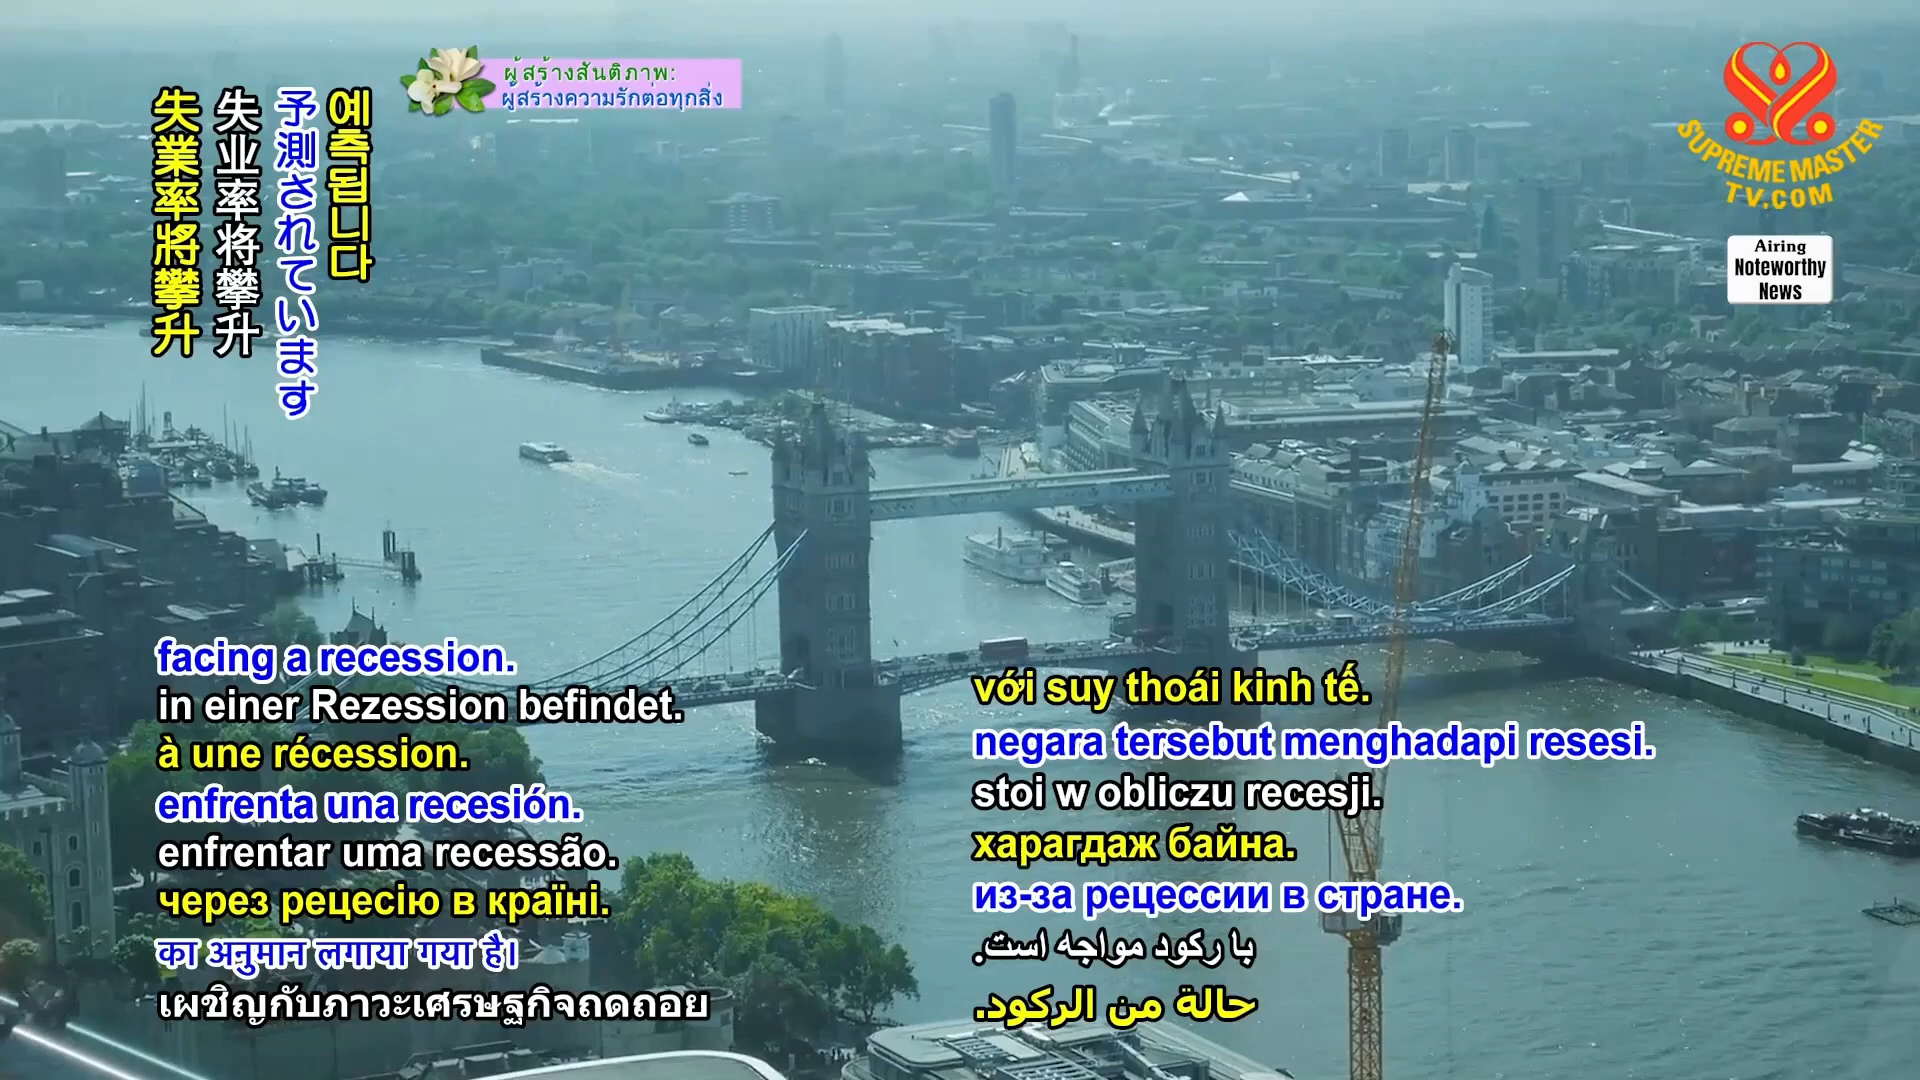 ผู้สร้างสันติภาพ:
ผู้สร้างความรักต่อทุกสิ่ง
SUPREME MASTER
TV.COM
Airing
Noteworthy
News
예측됩니다
予測されています
失业率将攀升
失業率將攀升
facing a recession.
in einer Rezession befindet.
à une récession.
enfrenta una recesión.
enfrentar uma recessão.
через рецесію в країні.
का अनुमान लगाया गया है।
เผชิญกับภาวะเศรษฐกิจถดถอย
với suy thoái kinh tế.
negara tersebut menghadapi resesi.
stoi w obliczu recesji.
харагдаж байна.
из-за рецессии в стране.
با رکود مواجه است.
حالة من الركود.